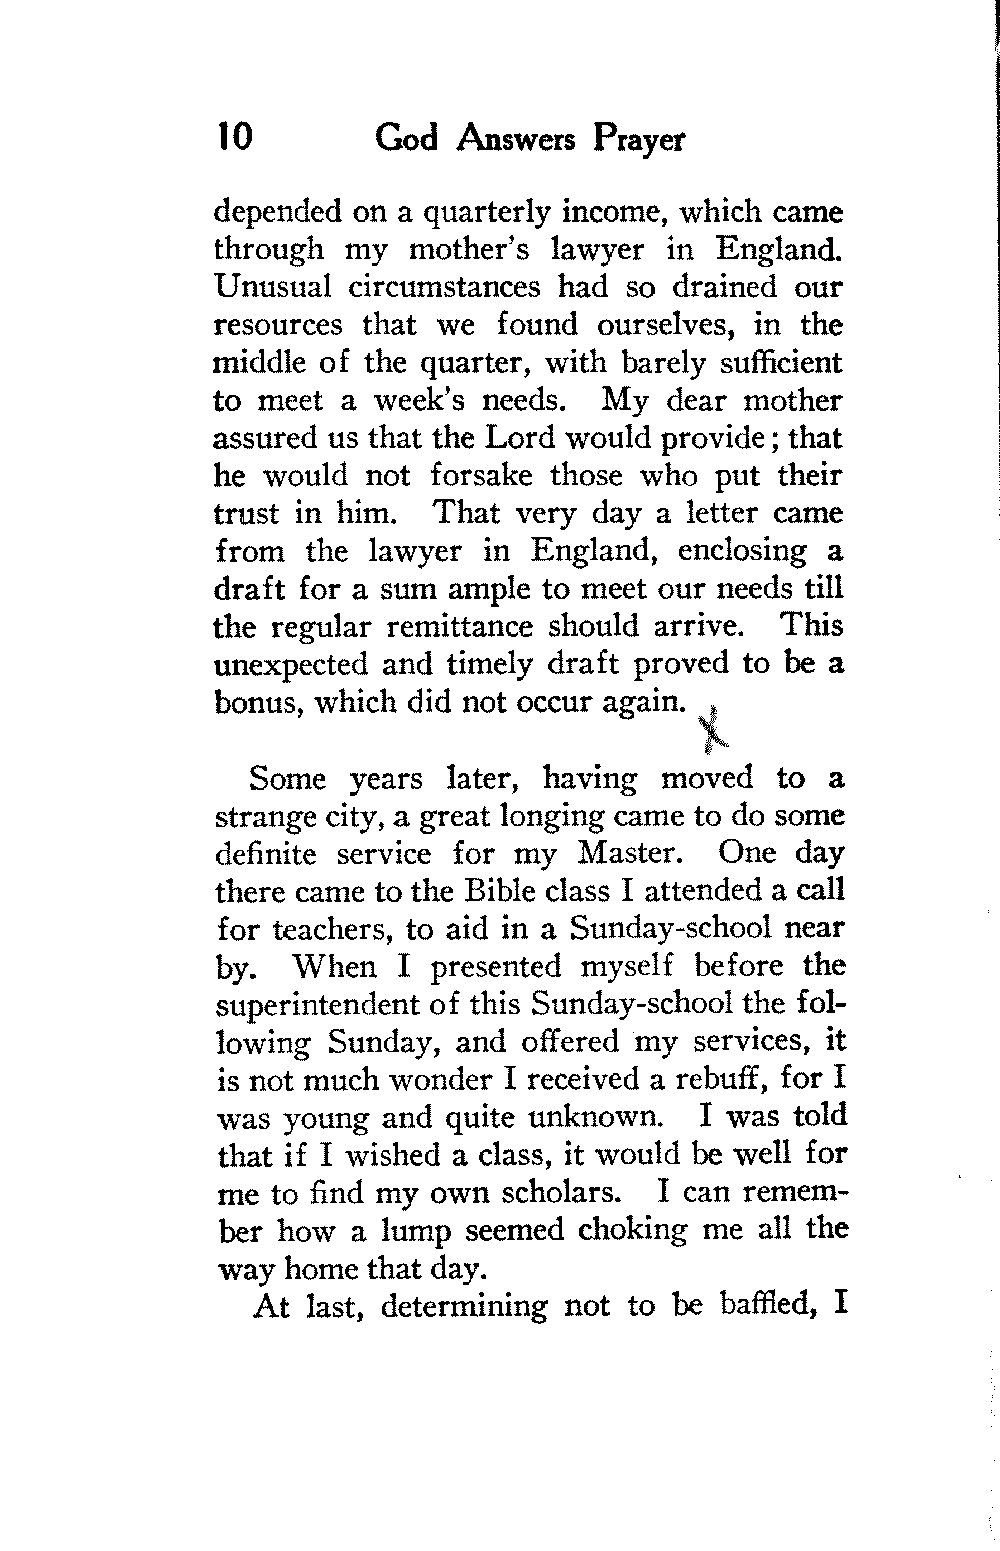 10 God Answers Prayer
depended on a quarterly income, which came
through my mother's lawyer in England.
Unusual circumstances had so drained our
resources that we found ourselves, in the
middle of the quarter, with barely sufficient
to meet a week's needs. My dear mother
assured us that the Lord would provide; that
he would not forsake those who put their
trust in him. That very day a letter came
from the lawyer in England, enclosing a
draft for a sum ample to meet our needs till
the regular remittance should arrive. This
unexpected and timely draft proved to be a
bonus, which did not occur again.
Some years later, having moved to a
strange city, a great longing came to do some
definite service for my Master. One day
there came to the Bible class I attended a call
for teachers, to aid in a Sunday-school near
by. When I presented myself before the
superintendent of this Sunday-school the fol-
lowing Sunday, and offered my services, it
is not much wonder I received a rebuff, for I
was young and quite unknown. I was told
that if I wished a class, it would be well for
me to find my own scholars. I can remem-
ber how a lump seemed choking me all the
way home that day.
At last, determining not to be baffled, I